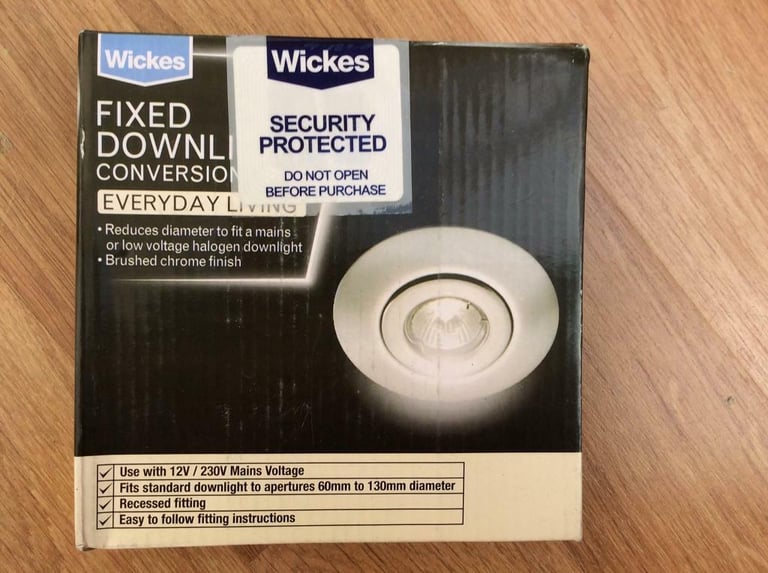 Wickes
Wickes
SECURITY
PROTECTED
DO NOT OPEN
BEFORE PURCHASE
FIXED
DOWNLI
CONVERSION
EVERYDAY LIVING
• Reduces diameter to fit a mains
or low voltage halogen downlight
• Brushed chrome finish
✓ Use with 12V / 230V Mains Voltage
✓ Fits standard downlight to apertures 60mm to 130mm diameter
✓ Recessed fitting
✓ Easy to follow fitting instructions